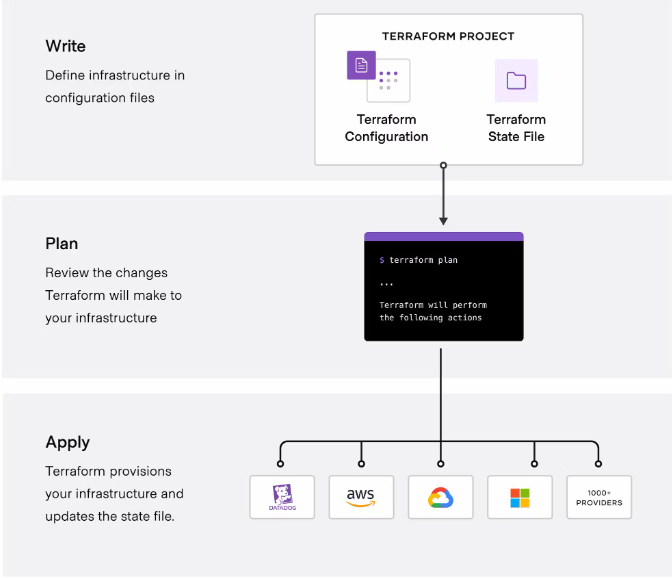 Write
Define infrastructure in
configuration files
TERRAFORM PROJECT
Terraform
Configuration
Terraform
State File
Plan
Review the changes
Terraform will make to
your infrastructure
$ terraform plan
...
Terraform will perform
the following actions
Apply
Terraform provisions
your infrastructure and
updates the state file.
DATADOG
aws
1000+
PROVIDERS